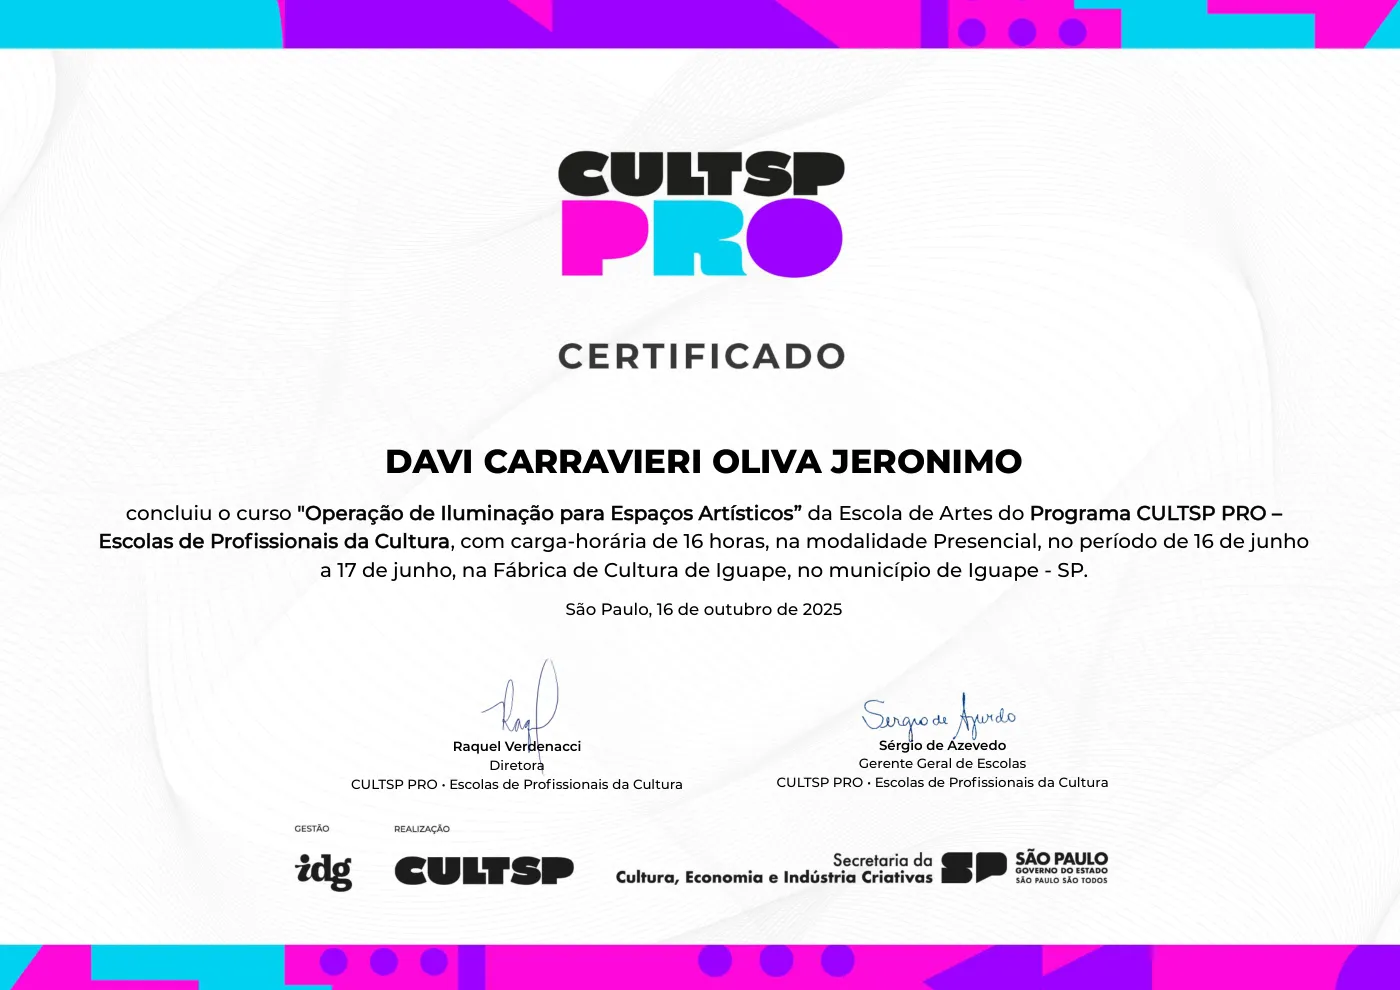 CULTSP
PRO
CERTIFICADO
DAVI CARRAVIERI OLIVA JERONIMO
concluiu o curso "Operação de Iluminação para Espaços Artísticos” da Escola de Artes do Programa CULTSP PRO –
Escolas de Profissionais da Cultura, com carga-horária de 16 horas, na modalidade Presencial, no período de 16 de junho
a 17 de junho, na Fábrica de Cultura de Iguape, no município de Iguape - SP.
São Paulo, 16 de outubro de 2025
Raquel Verdenacci
Diretora
CULTSP PRO • Escolas de Profissionais da Cultura
Sergio de Azevedo
Sérgio de Azevedo
Gerente Geral de Escolas
CULTSP PRO • Escolas de Profissionais da Cultura
GESTÃO
idg
REALIZAÇÃO
CULTSP
Secretaria da
Cultura, Economia e Indústria Criativas
SP
SÃO PAULO
GOVERNO DO ESTADO
SÃO PAULO SÃO TODOS